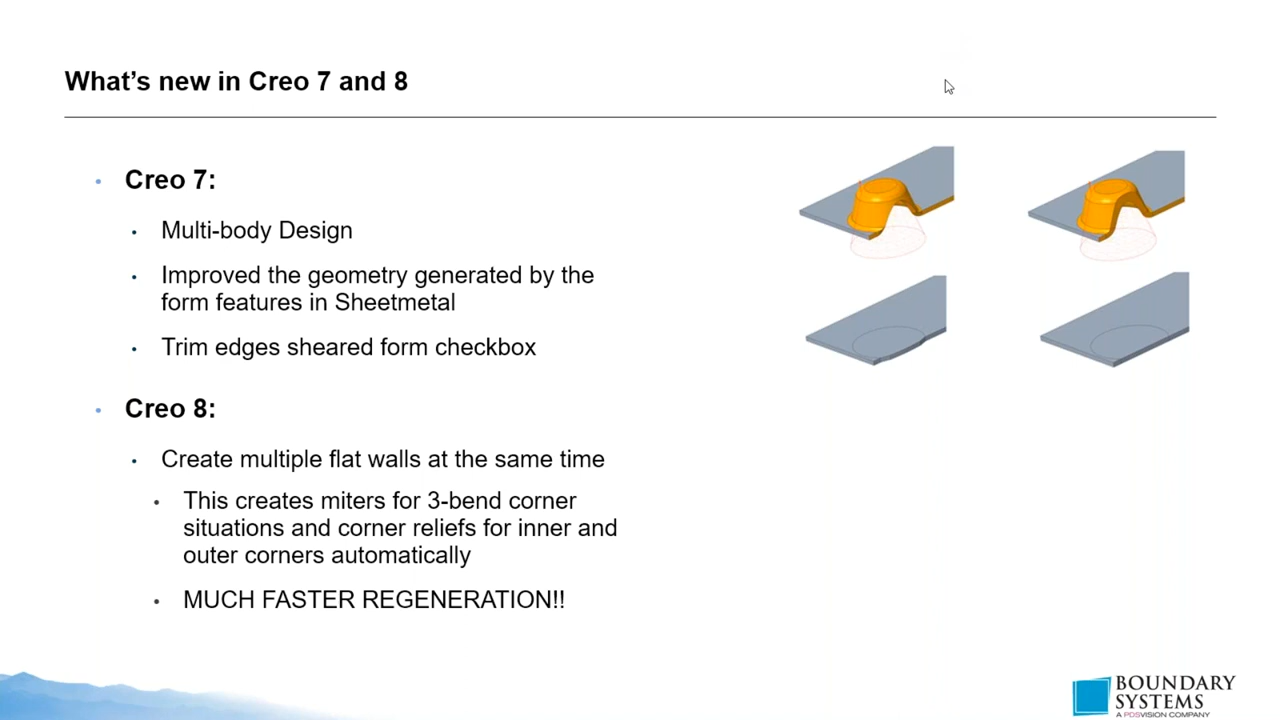 What's new in Creo 7 and 8
• Creo 7:
• Multi-body Design
• Improved the geometry generated by the
form features in Sheetmetal
• Trim edges sheared form checkbox
• Creo 8:
• Create multiple flat walls at the same time
• This creates miters for 3-bend corner
situations and corner reliefs for inner and
outer corners automatically
• MUCH FASTER REGENERATION!!
BOUNDARY
SYSTEMS
A PDSVISION COMPANY